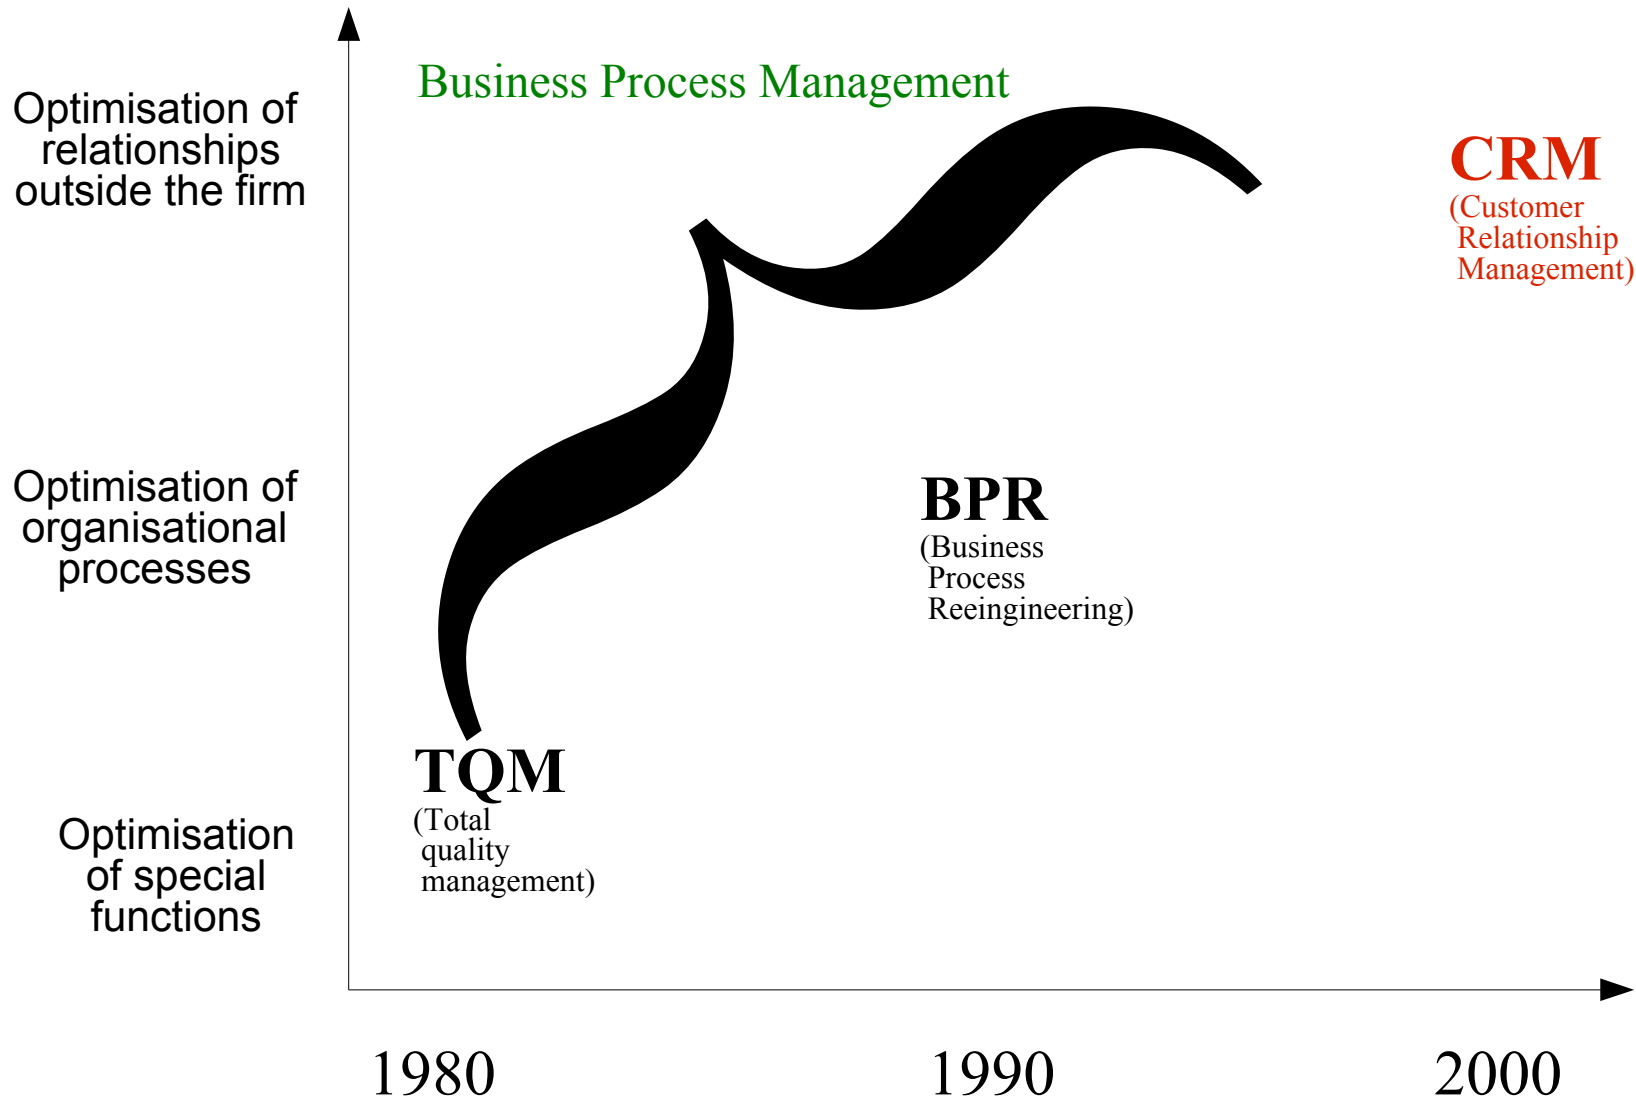 Business Process Management
Optimisation of
relationships
outside the firm
CRM
(Customer
Relationship
Management)
Optimisation of
organisational
processes
BPR
(Business
Process
Reeingineering)
TQM
(Total
quality
management)
Optimisation
of special
functions
1980
1990
2000